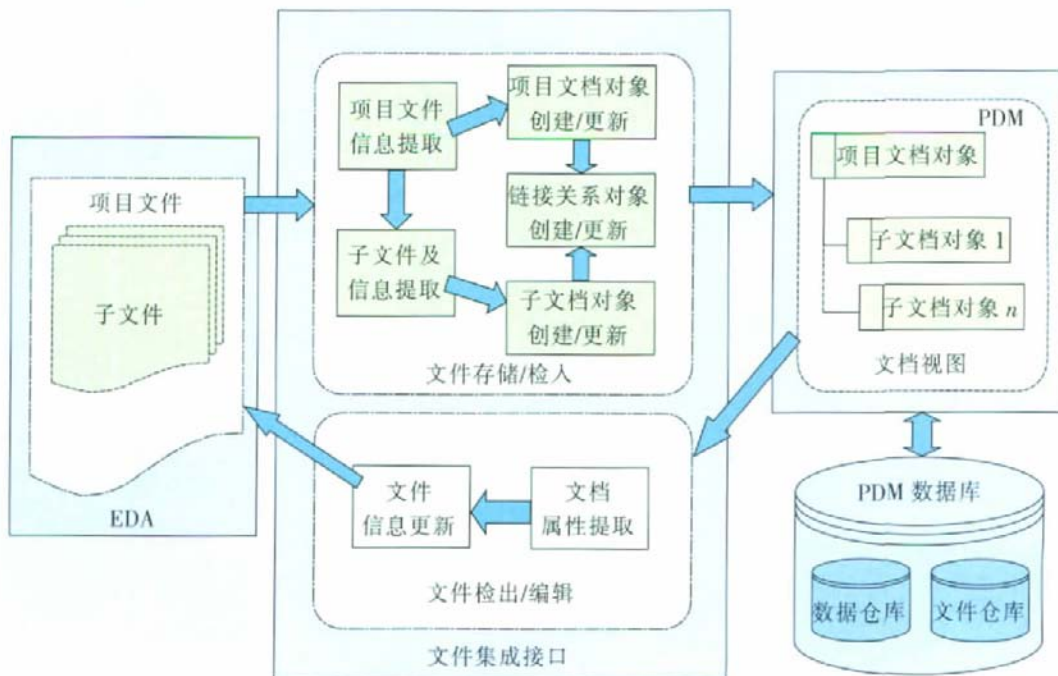 项目文件
子文件
EDA
项目文件
信息提取
项目文档对象
创建/更新
链接关系对象
创建/更新
子文件及
信息提取
子文档对象
创建/更新
文件存储/检入
文件
信息更新
文档
属性提取
文件检出/编辑
文件集成接口
PDM
项目文档对象
子文档对象 1
子文档对象 n
文档视图
PDM 数据库
数据仓库
文件仓库